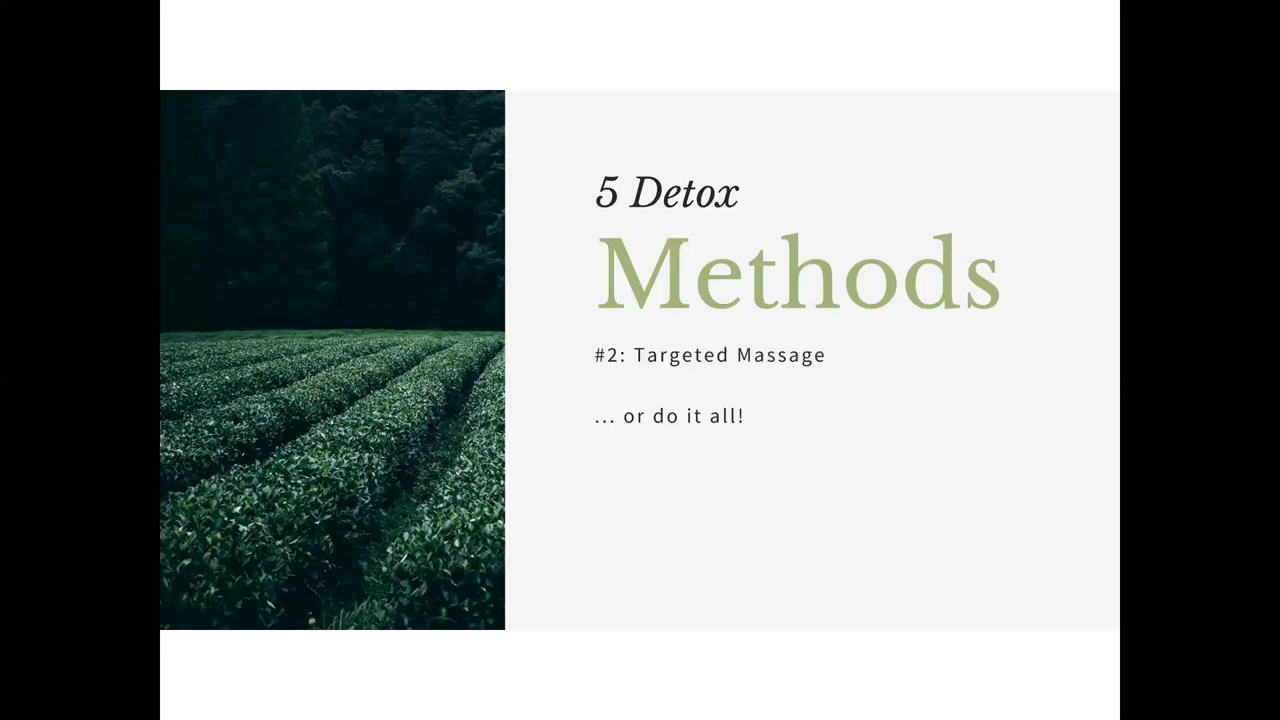 5 Detox
Methods
#2: Targeted Massage
... or do it all!